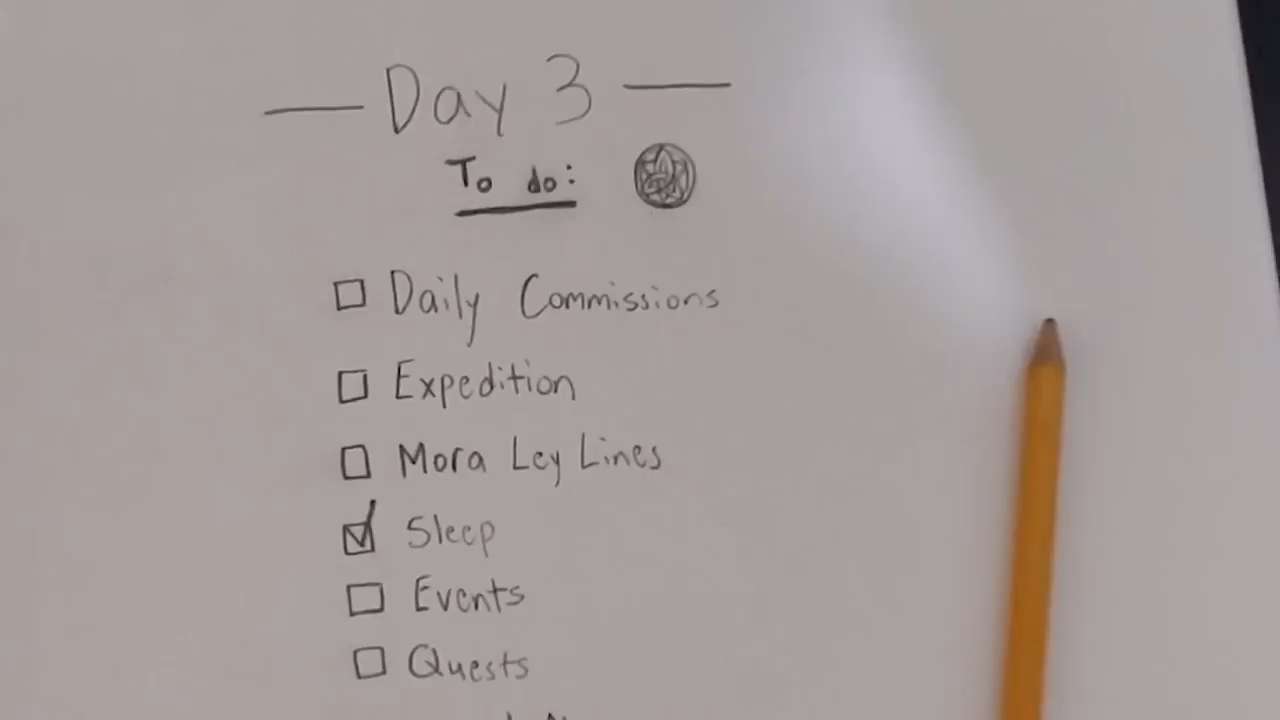 Day 3
To do:
Daily Commissions
Expedition
Mora Ley Lines
Sleep
Events
Quests